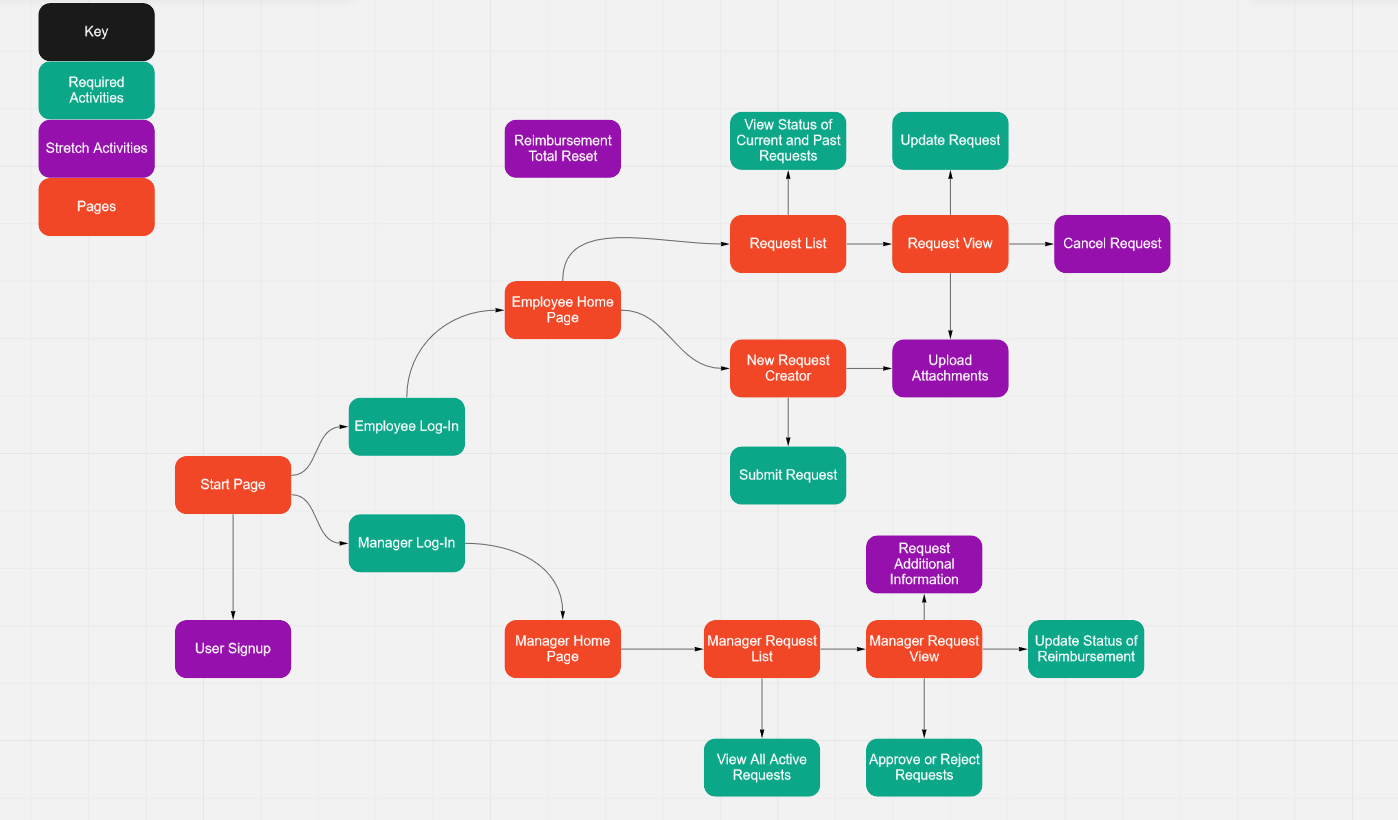 Key
Required
Activities
Stretch Activities
Pages
Reimbursement
Total Reset
View Status of
Current and Past
Requests
Update Request
Request List
Request View
Cancel Request
Employee Home
Page
New Request
Creator
Upload
Attachments
Employee Log-In
Submit Request
Start Page
Manager Log-In
Request
Additional
Information
User Signup
Manager Home
Page
Manager Request
List
Manager Request
View
Update Status of
Reimbursement
View All Active
Requests
Approve or Reject
Requests